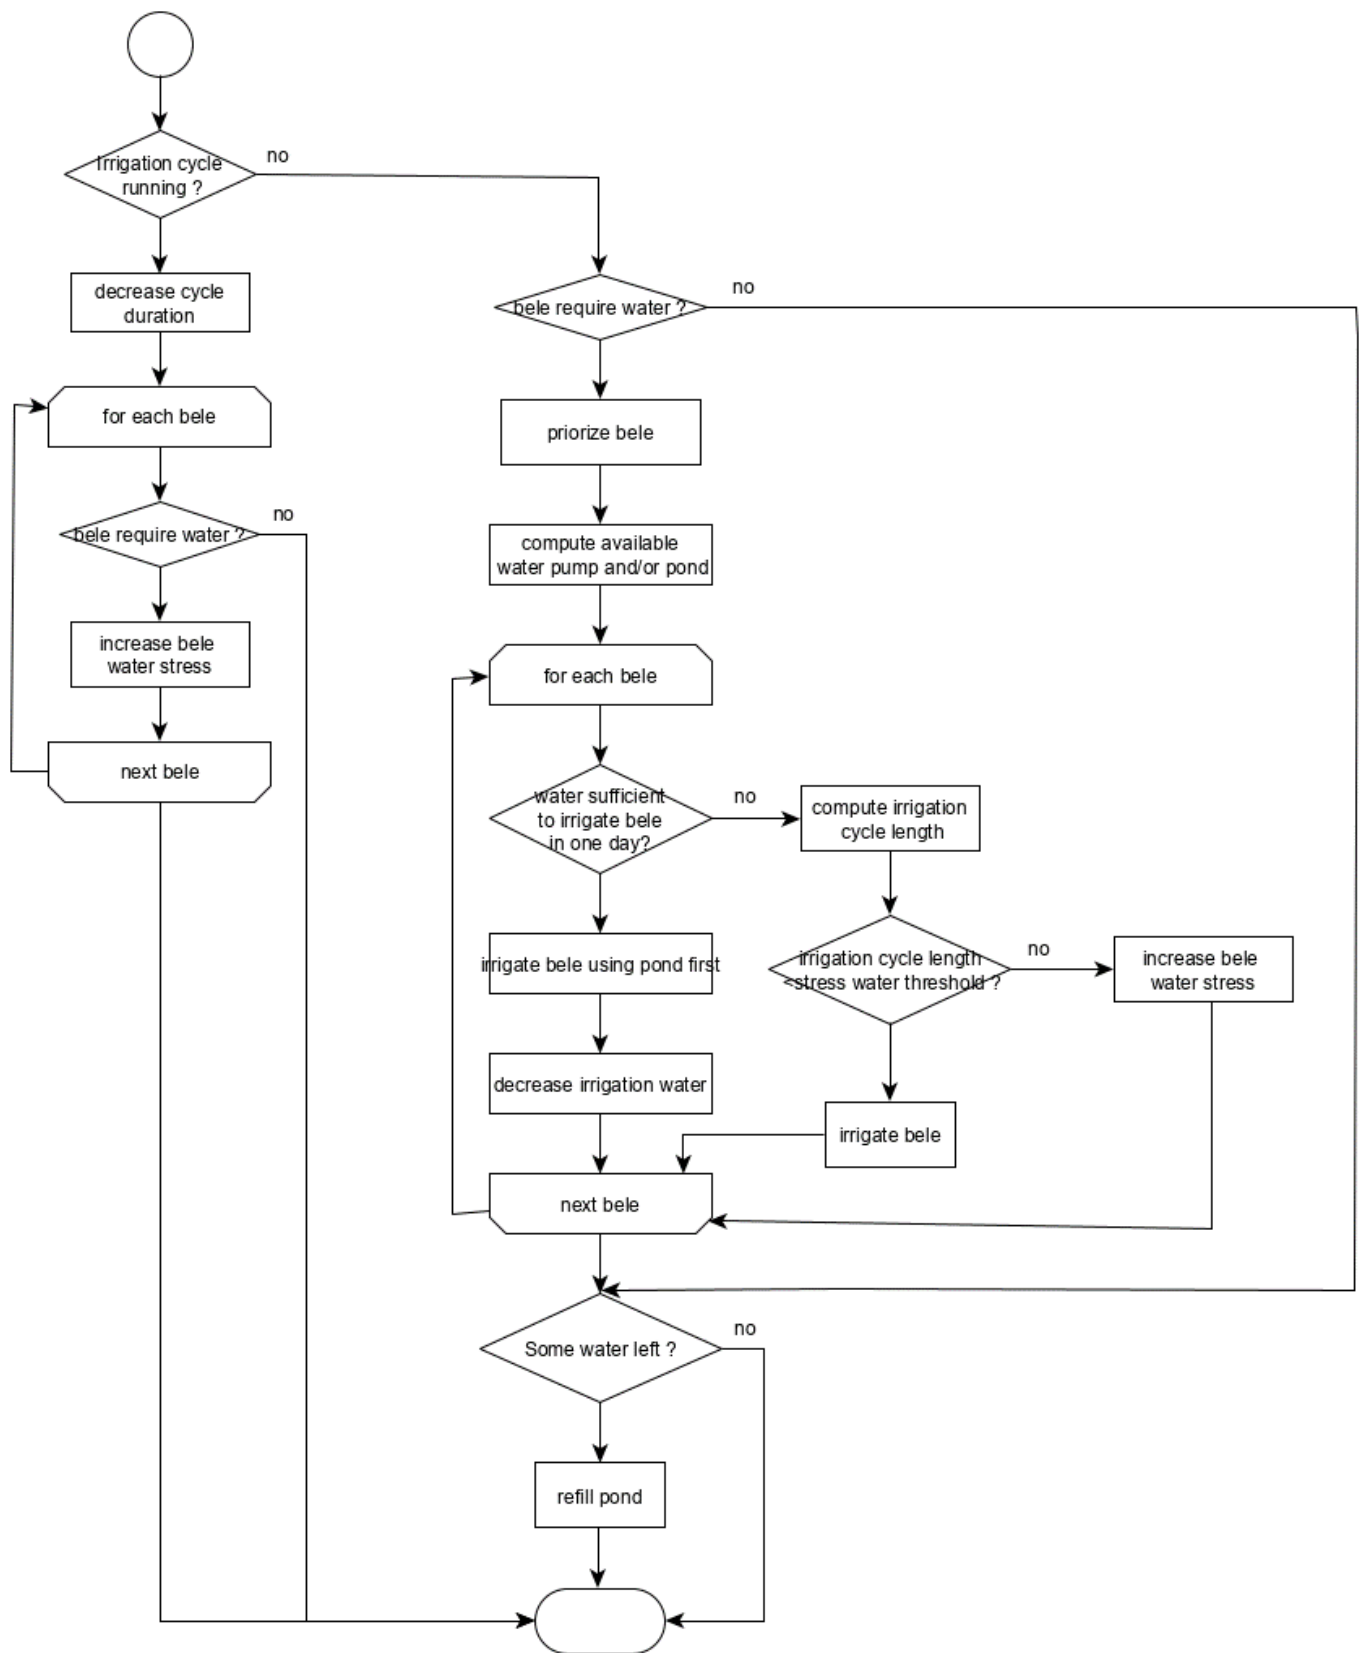 Irrigation cycle
running ?
no
decrease cycle
duration
for each bele
bele require water ?
no
increase bele
water stress
next bele
bele require water ?
no
priorize bele
compute available
water pump and/or pond
for each bele
water sufficient
to irrigate bele
in one day?
no
compute irrigation
cycle length
irrigate bele using pond first
irrigation cycle length
<stress water threshold ?
no
increase bele
water stress
decrease irrigation water
irrigate bele
next bele
Some water left ?
no
refill pond